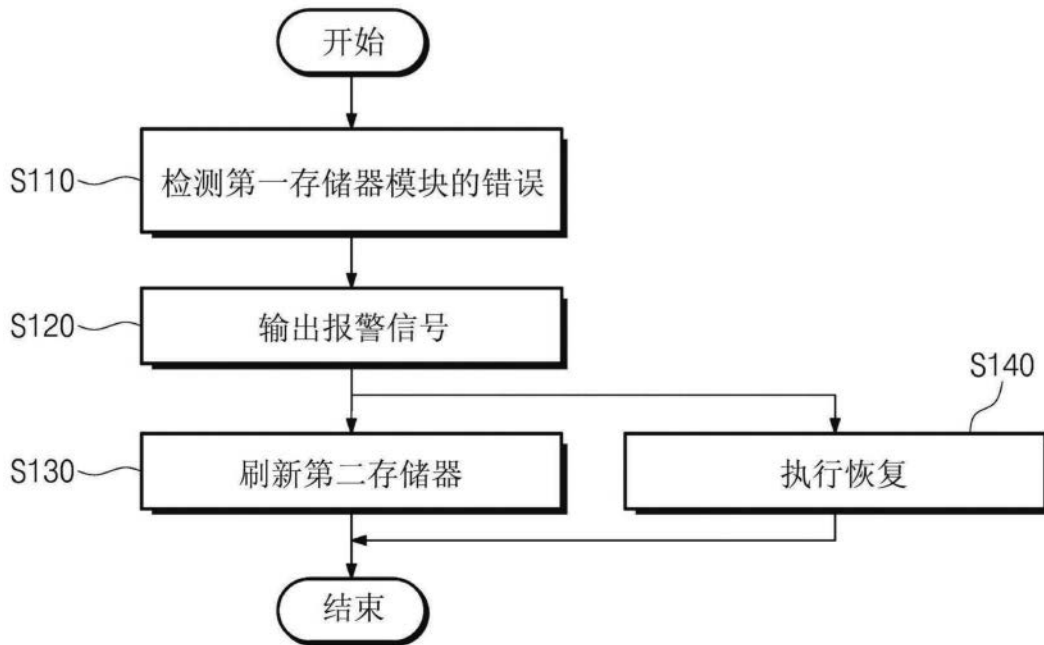 开始
S110
检测第一存储器模块的错误
S120
输出报警信号
S140
S130
刷新第二存储器
执行恢复
结束